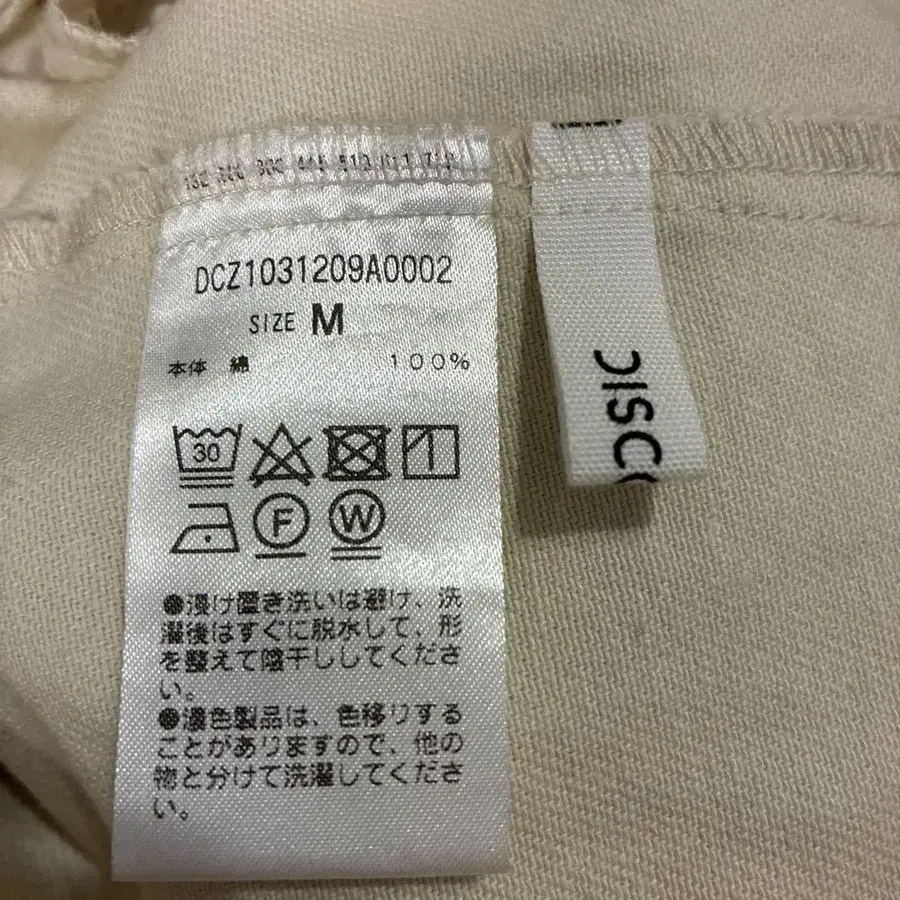 DCZ1031209A0002
SIZE M
本体 綿 100%
30
F W
●浸け置き洗いは避け、洗
濯後はすぐに脱水して、形
を整えて陰干ししてくださ
い。
●濃色製品は、色移りする
ことがありますので、他の
物と分けて洗濯してくださ
い。
DISCO